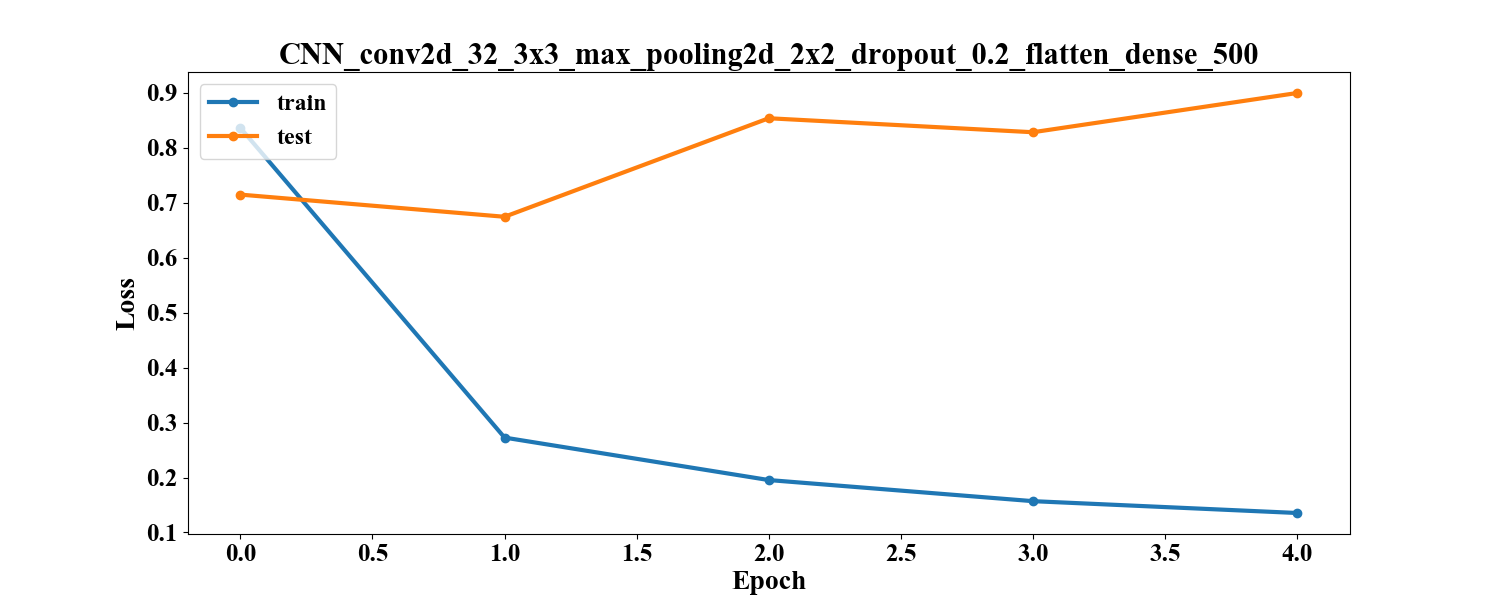 CNN_conv2d_32_3x3_max_pooling2d_2x2_dropout_0.2_flatten_dense_500
train
test
Loss
0.9
0.8
0.7
0.6
0.5
0.4
0.3
0.2
0.1
0.0 0.5 1.0 1.5 2.0 2.5 3.0 3.5 4.0
Epoch